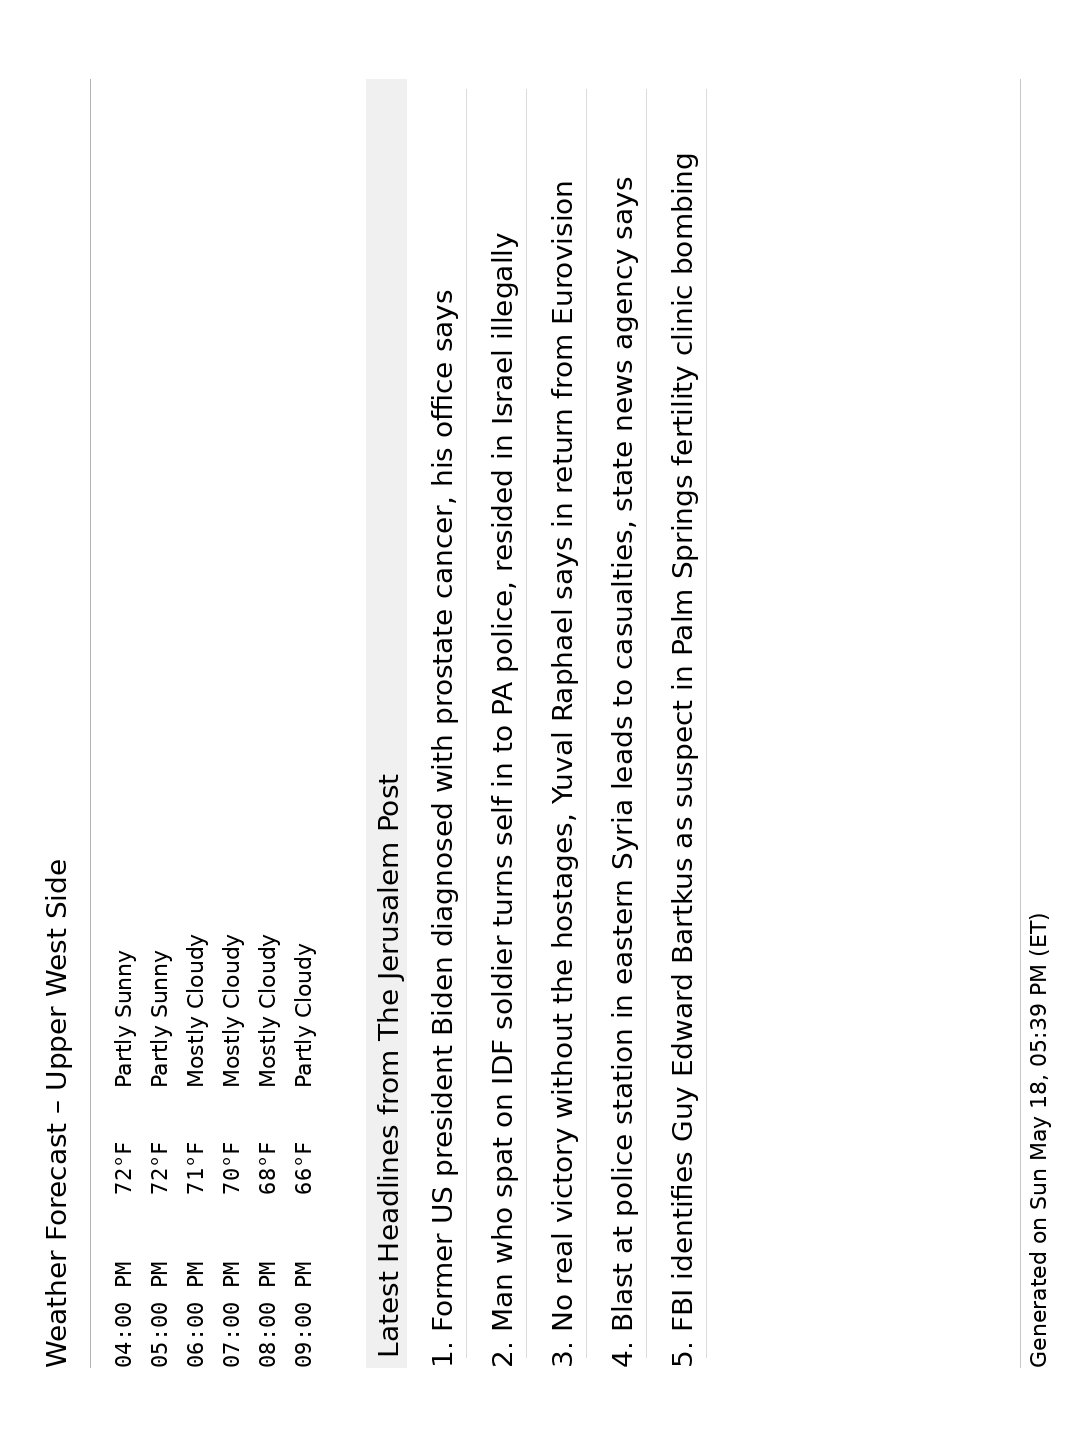 Weather Forecast – Upper West Side
04:00 PM 72°F Partly Sunny
05:00 PM 72°F Partly Sunny
06:00 PM 71°F Mostly Cloudy
07:00 PM 70°F Mostly Cloudy
08:00 PM 68°F Mostly Cloudy
09:00 PM 66°F Partly Cloudy
Latest Headlines from The Jerusalem Post
1. Former US president Biden diagnosed with prostate cancer, his office says
2. Man who spat on IDF soldier turns self in to PA police, resided in Israel illegally
3. No real victory without the hostages, Yuval Raphael says in return from Eurovision
4. Blast at police station in eastern Syria leads to casualties, state news agency says
5. FBI identifies Guy Edward Bartkus as suspect in Palm Springs fertility clinic bombing
Generated on Sun May 18, 05:39 PM (ET)